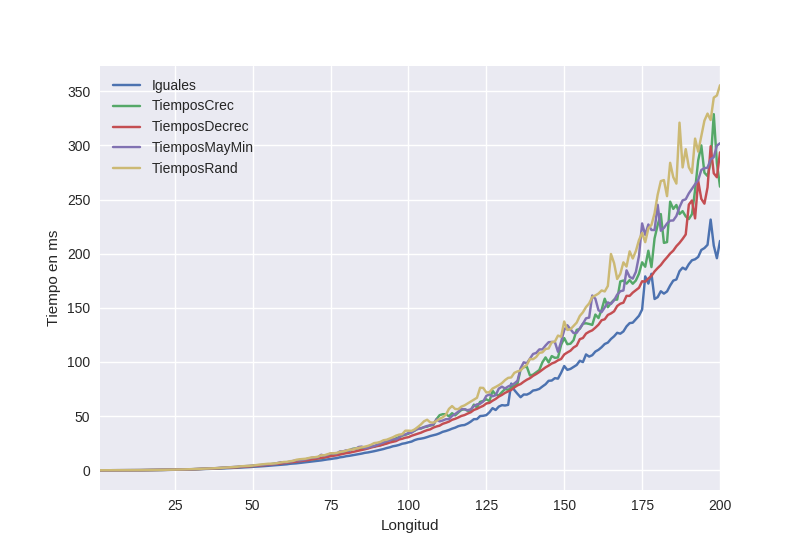 350
300
250
200
150
100
50
0
Tiempo en ms
Iguales
TiemposCrec
TiemposDecrec
TiemposMayMin
TiemposRand
25 50 75 100 125 150 175 200
Longitud